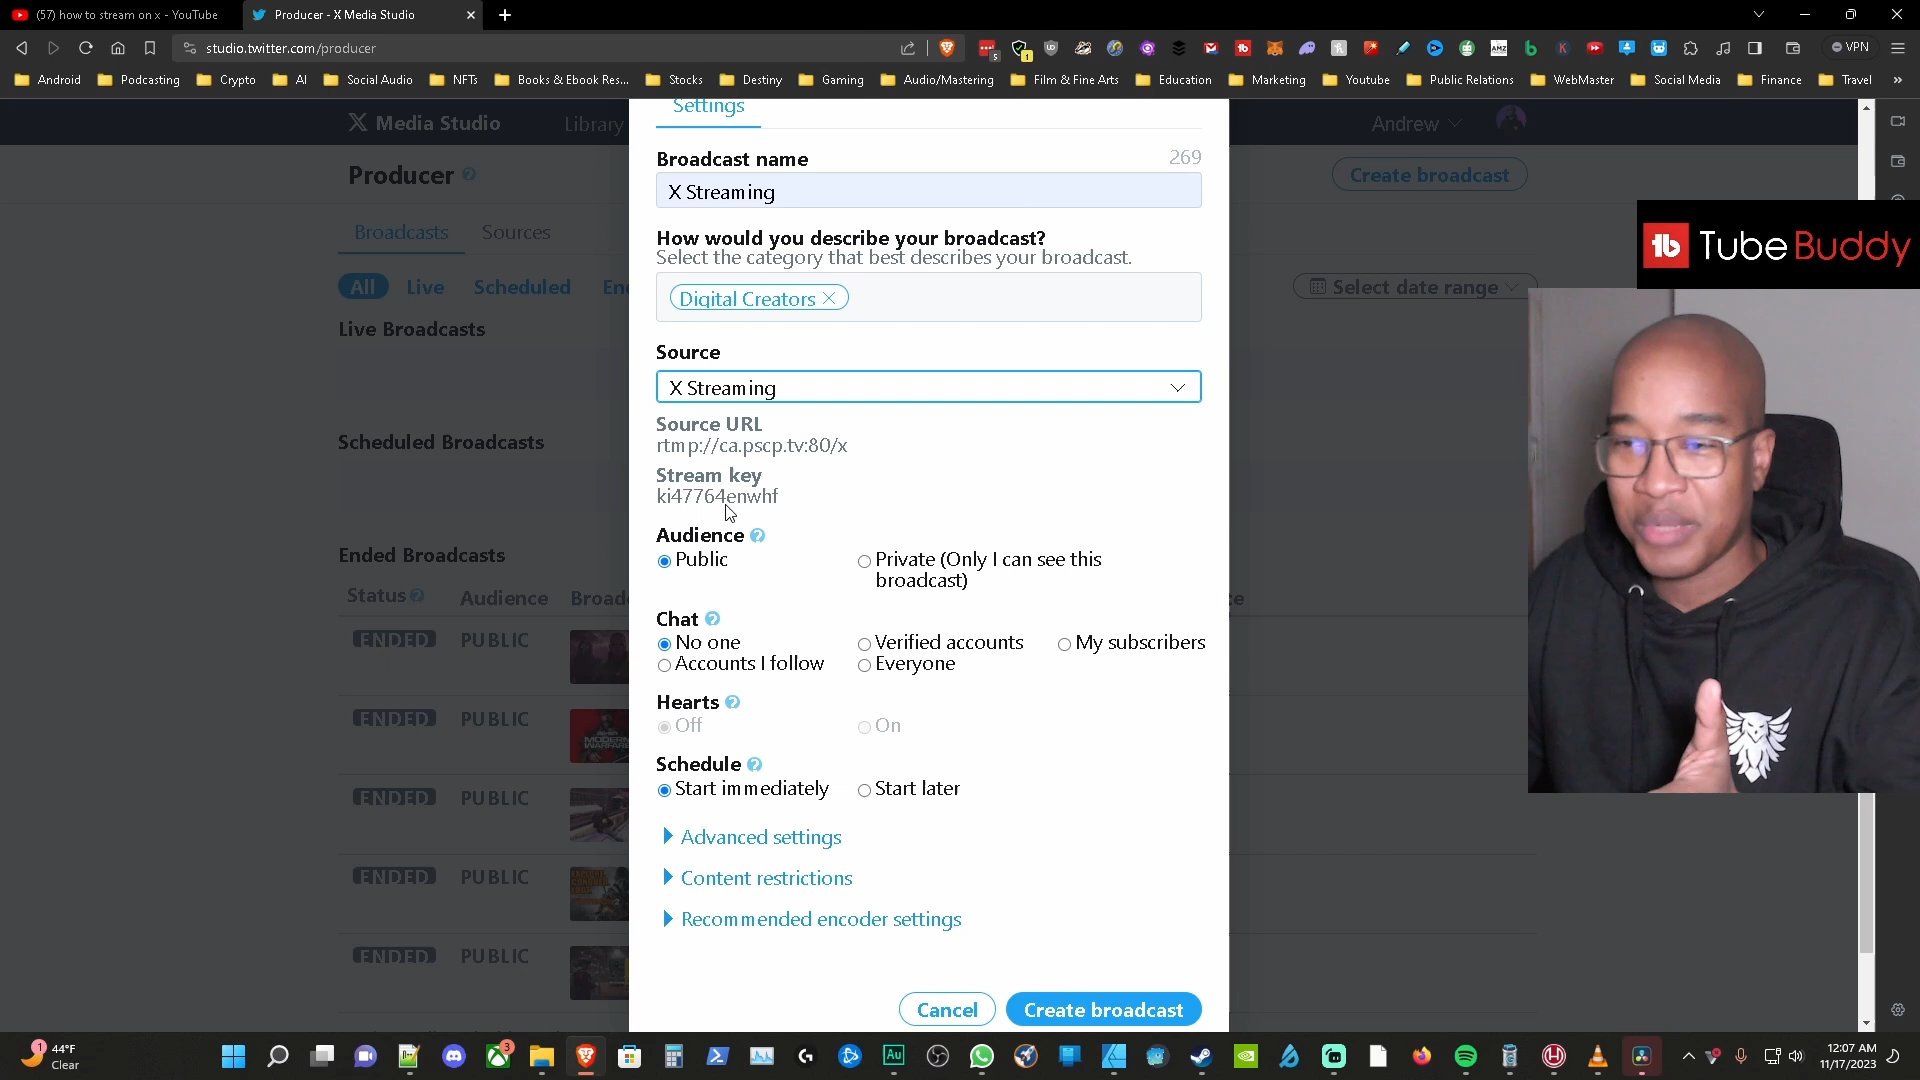 (57) how to stream on x - YouTube
Producer - X Media Studio
studio.twitter.com/producer
VPN
Android
Podcasting
Crypto
AI
Social Audio
NFTs
Books & Ebook Res...
Stocks
Destiny
Gaming
Audio/Mastering
Film & Fine Arts
Education
Marketing
Youtube
Public Relations
WebMaster
Social Media
Finance
Travel
X Media Studio
Library
Andrew
Producer
Create broadcast
Broadcasts
Sources
All
Live
Scheduled
Select date range
Live Broadcasts
Scheduled Broadcasts
Ended Broadcasts
Status
Audience
ENDED PUBLIC
ENDED PUBLIC
MODERN
WARFARE
ENDED PUBLIC
ENDED PUBLIC
ENDED PUBLIC
Settings
Broadcast name
269
X Streaming
How would you describe your broadcast?
Select the category that best describes your broadcast.
Digital Creators
Source
X Streaming
Source URL
rtmp://ca.pscp.tv:80/x
Stream key
ki47764enwhf
Audience
Public
Private (Only I can see this
broadcast)
Chat
No one
Verified accounts
My subscribers
Accounts I follow
Everyone
Hearts
Off
On
Schedule
Start immediately
Start later
Advanced settings
Content restrictions
Recommended encoder settings
Cancel
Create broadcast
tb TubeBuddy
1
44°F
Clear
3
Au
12:07 AM
11/17/2023